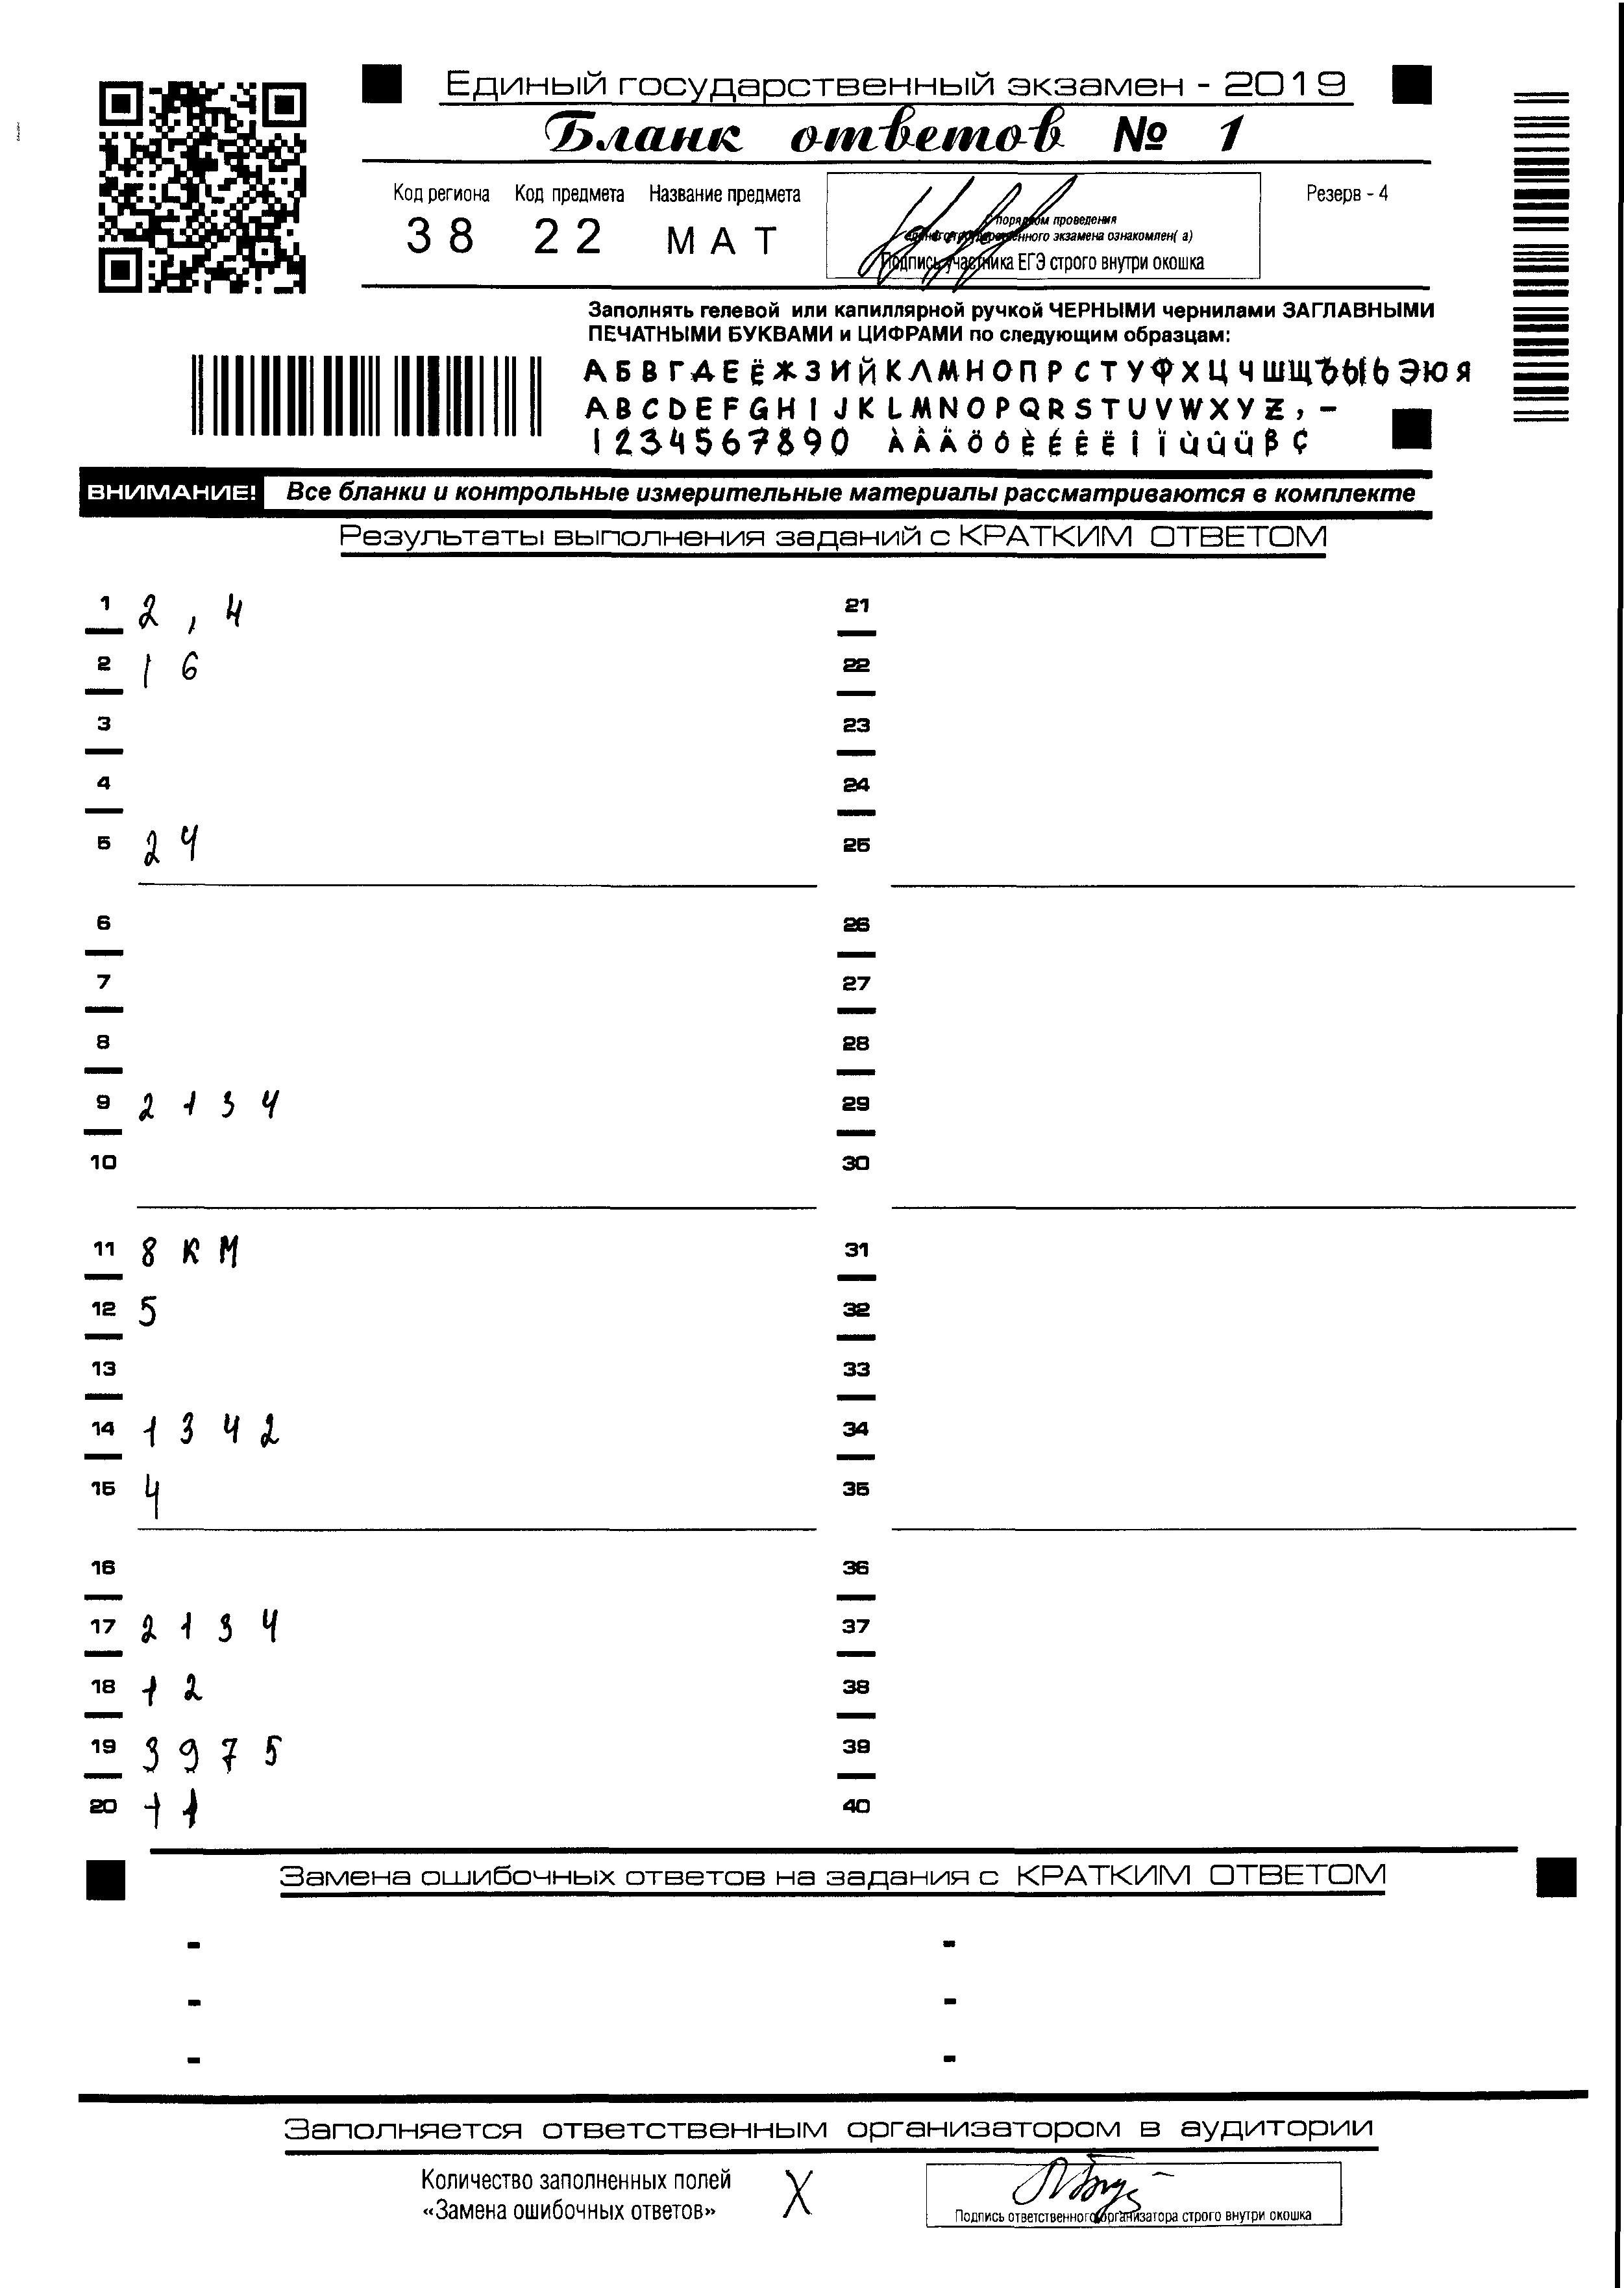 Единый государственный экзамен - 2019
Бланк ответов № 1
Код региона Код предмета Название предмета Резерв - 4
38 22 МАТ
С порядком проведения
единого государственного экзамена ознакомлен( а)
Подпись участника ЕГЭ строго внутри окошка
Заполнять гелевой или капиллярной ручкой ЧЕРНЫМИ чернилами ЗАГЛАВНЫМИ
ПЕЧАТНЫМИ БУКВАМИ и ЦИФРАМИ по следующим образцам:
АБВГДЕЁЖЗИЙКЛМНОПРСТУФХЦЧШЩЪЫЬЭЮЯ
ABCDEFGHIJKLMNOPQRSTUVWXYZ,-
1234567890 ÀÂÄÖÔÈÉÊËÎÏÙÛÜßÇ
ВНИМАНИЕ! Все бланки и контрольные измерительные материалы рассматриваются в комплекте
Результаты выполнения заданий с КРАТКИМ ОТВЕТОМ
1 2,4 21
2 16 22
3 23
4 24
5 24 25
6 26
7 27
8 28
9 2134 29
10 30
11 8КМ 31
12 5 32
13 33
14 1342 34
15 4 35
16 36
17 2134 37
18 12 38
19 3975 39
20 11 40
Замена ошибочных ответов на задания с КРАТКИМ ОТВЕТОМ
- -
- -
- -
Заполняется ответственным организатором в аудитории
Количество заполненных полей
«Замена ошибочных ответов» X
Подпись ответственного организатора строго внутри окошка